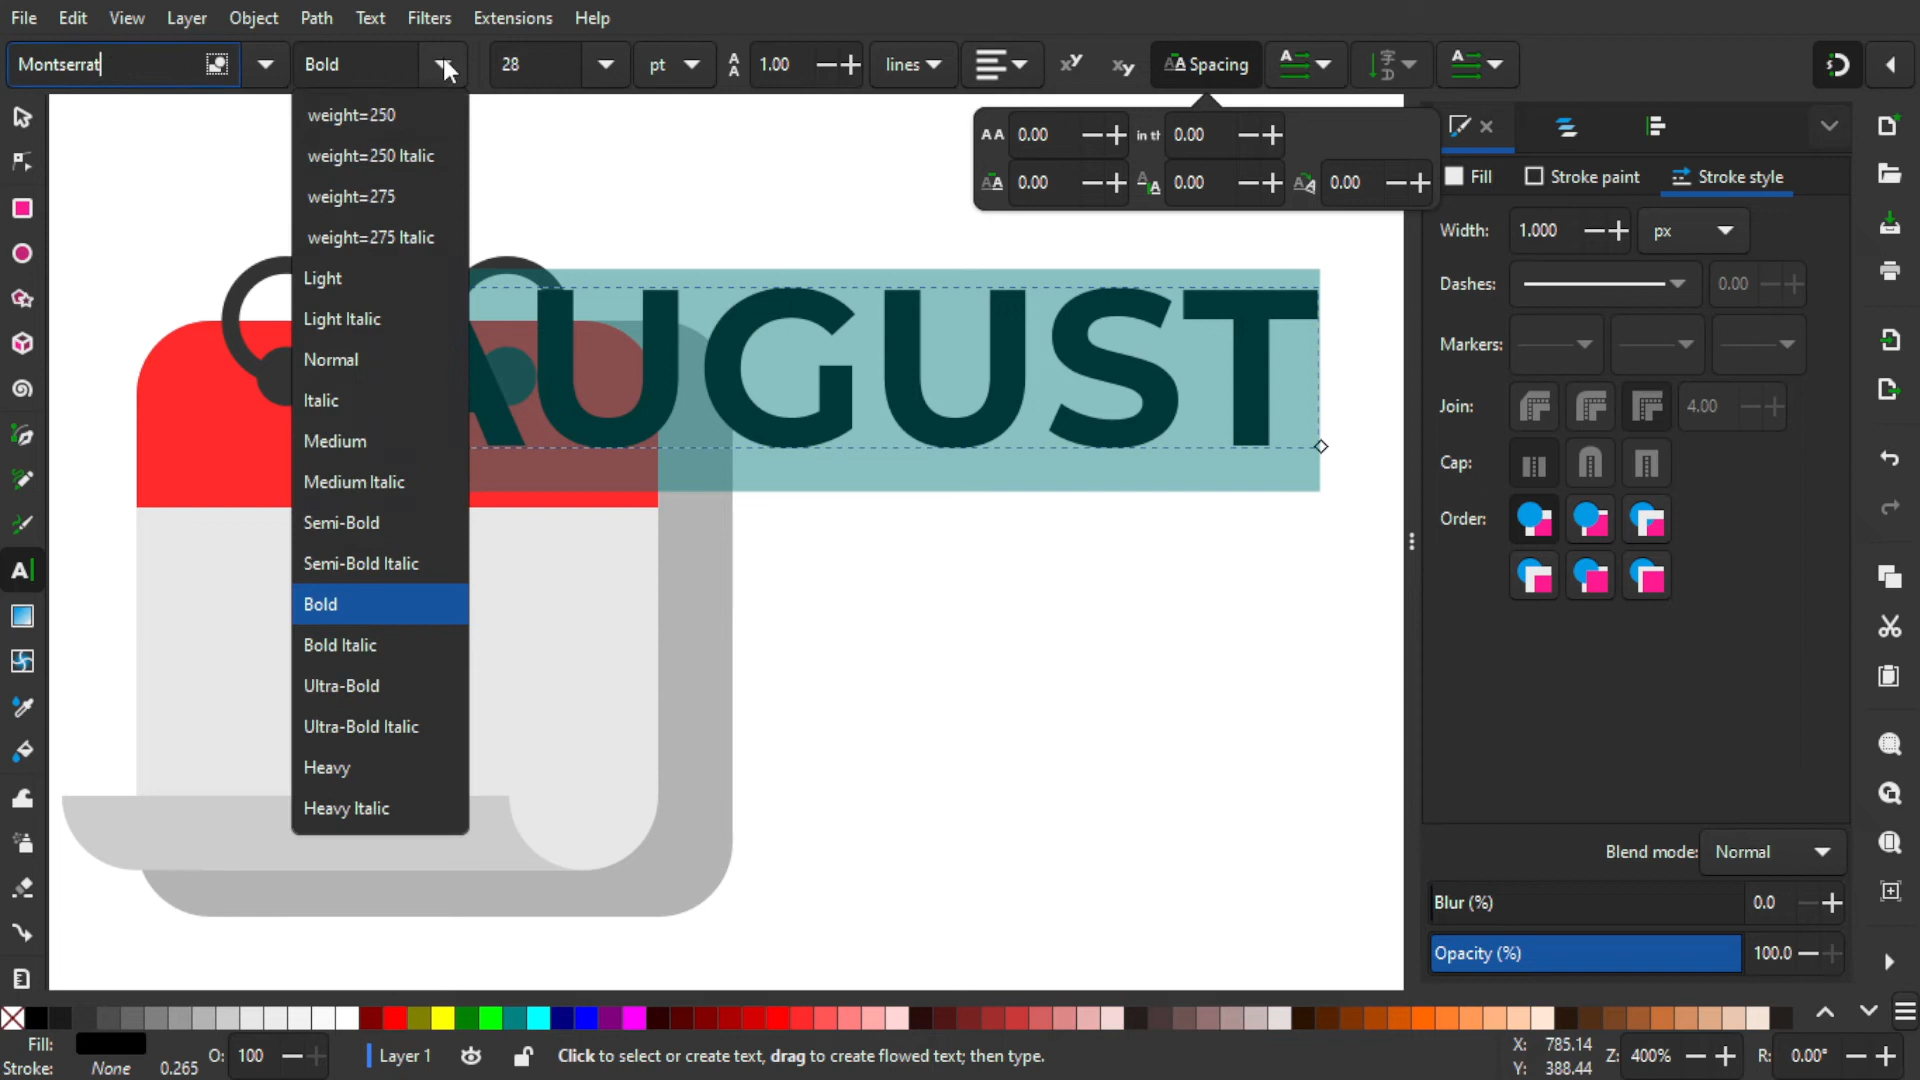 File Edit View Layer Object Path Text Filters Extensions Help
Montserrat Bold 28 pt 1.00 lines Spacing
weight=250
weight=250 Italic
weight=275
weight=275 Italic
Light
Light Italic
Normal
Italic
Medium
Medium Italic
Semi-Bold
Semi-Bold Italic
Bold
Bold Italic
Ultra-Bold
Ultra-Bold Italic
Heavy
Heavy Italic
AUGUST
0.00 in th 0.00
0.00 0.00 0.00
Fill Stroke paint Stroke style
Width: 1.000 px
Dashes: 0.00
Markers:
Join: 4.00
Cap:
Order:
Blend mode: Normal
Blur (%) 0.0
Opacity (%) 100.0
Fill:
Stroke: None 0.265
O: 100
Layer 1
Click to select or create text, drag to create flowed text; then type.
X: 785.14
Y: 388.44
Z: 400%
R: 0.00°